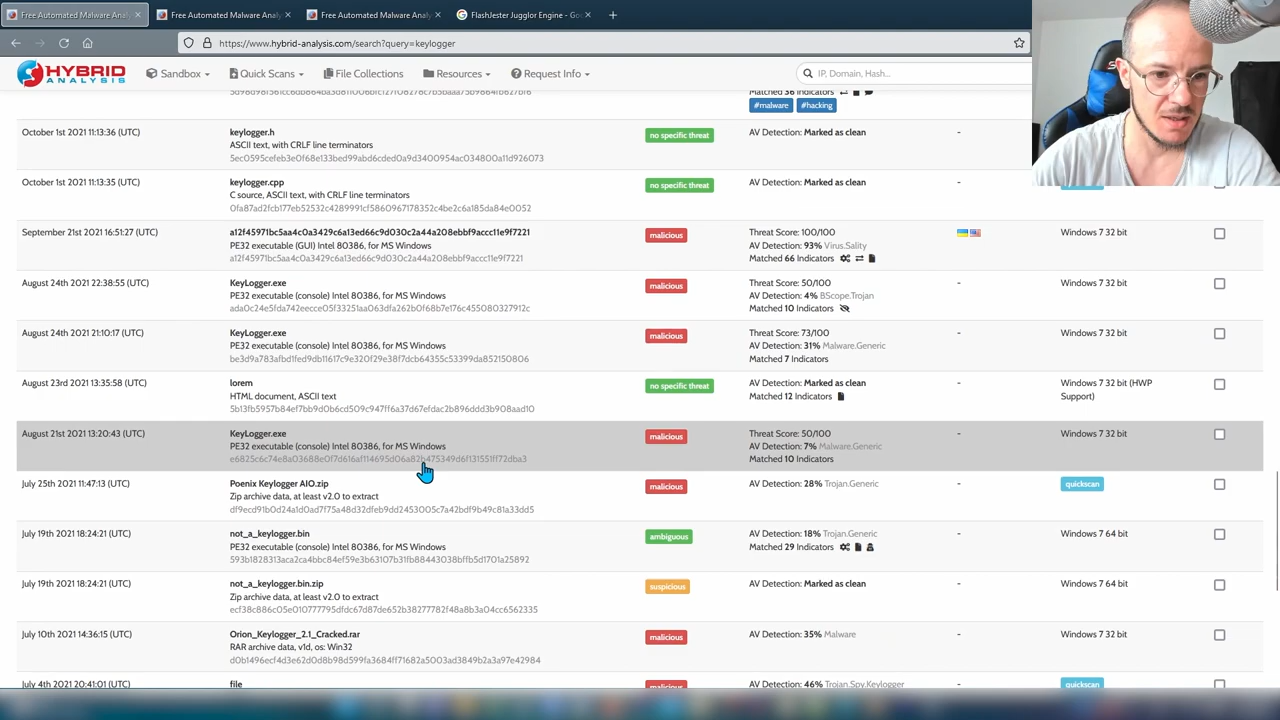 Free Automated Malware Anal
Free Automated Malware Analy
Free Automated Malware Analy
FlashJester Jugglor Engine - Goo
https://www.hybrid-analysis.com/search?query=keylogger
HYBRID ANALYSIS
Sandbox
Quick Scans
File Collections
Resources
Request Info
IP, Domain, Hash...
Matched 36 Indicators
#malware #hacking
October 1st 2021 11:13:36 (UTC)
keylogger.h
ASCII text, with CRLF line terminators
5ec0595cefeb3e0f68e133bed99abd6cded0a9d3400954ac034800a11d926073
no specific threat
AV Detection: Marked as clean
-
October 1st 2021 11:13:35 (UTC)
keylogger.cpp
C source, ASCII text, with CRLF line terminators
0fa87ad2fcb177eb52532c4289991cf5860967178352c4be2c6a185da84e0052
no specific threat
AV Detection: Marked as clean
-
September 21st 2021 16:51:27 (UTC)
a12f45971bc5aa4c0a3429c6a13ed66c9d030c2a44a208ebbf9accc11e9f7221
PE32 executable (GUI) Intel 80386, for MS Windows
a12f45971bc5aa4c0a3429c6a13ed66c9d030c2a44a208ebbf9accc11e9f7221
malicious
Threat Score: 100/100
AV Detection: 93% Virus.Sality
Matched 66 Indicators
Windows 7 32 bit
August 24th 2021 22:38:55 (UTC)
KeyLogger.exe
PE32 executable (console) Intel 80386, for MS Windows
ada0c24e5fda742eecce05f33251aa063dfa262b0f68b7e176c455080327912c
malicious
Threat Score: 50/100
AV Detection: 4% BScope.Trojan
Matched 10 Indicators
-
Windows 7 32 bit
August 24th 2021 21:10:17 (UTC)
KeyLogger.exe
PE32 executable (console) Intel 80386, for MS Windows
be3d9a783afbd1fed9db11617c9e320f29e38f7dcb64355c53399da852150806
malicious
Threat Score: 73/100
AV Detection: 31% Malware.Generic
Matched 7 Indicators
-
Windows 7 32 bit
August 23rd 2021 13:35:58 (UTC)
lorem
HTML document, ASCII text
5b13fb5957b84ef7bb9d0b6cd509c947ff6a37d67efdac2b896ddd3b908aad10
no specific threat
AV Detection: Marked as clean
Matched 12 Indicators
-
Windows 7 32 bit (HWP
Support)
August 21st 2021 13:20:43 (UTC)
KeyLogger.exe
PE32 executable (console) Intel 80386, for MS Windows
malicious
Threat Score: 50/100
AV Detection: 7% Malware.Generic
Matched 10 Indicators
-
Windows 7 32 bit
July 25th 2021 11:47:13 (UTC)
Poenix Keylogger AIO.zip
Zip archive data, at least v2.0 to extract
df9ecd91b0d24a1d0ad7f75a48d32dfeb9dd2453005c7a42bdf9b49c81a33dd5
malicious
AV Detection: 28% Trojan.Generic
-
quickscan
July 19th 2021 18:24:21 (UTC)
not_a_keylogger.bin
PE32 executable (console) Intel 80386, for MS Windows
593b1828313aca2ca4bbc84ef59e3b63107b31fb88443038bffb5d1701a25892
ambiguous
AV Detection: 18% Trojan.Generic
Matched 29 Indicators
-
Windows 7 64 bit
July 19th 2021 18:24:21 (UTC)
not_a_keylogger.bin.zip
Zip archive data, at least v2.0 to extract
ecf38c886c05e010777795dfdc67d87de652b38277782f48a8b3a04cc6562335
suspicious
AV Detection: Marked as clean
-
Windows 7 64 bit
July 10th 2021 14:36:15 (UTC)
Orion_Keylogger_2.1_Cracked.rar
RAR archive data, v1d, os: Win32
d0b1496ecf4d3e62d0d8b98d599fa3684ff71682a5003ad3849b2a3a97e42984
malicious
AV Detection: 35% Malware
-
Windows 7 32 bit
July 4th 2021 20:41:01 (UTC)
file
malicious
AV Detection: 46% Trojan.Spy.Keylogger
-
quickscan